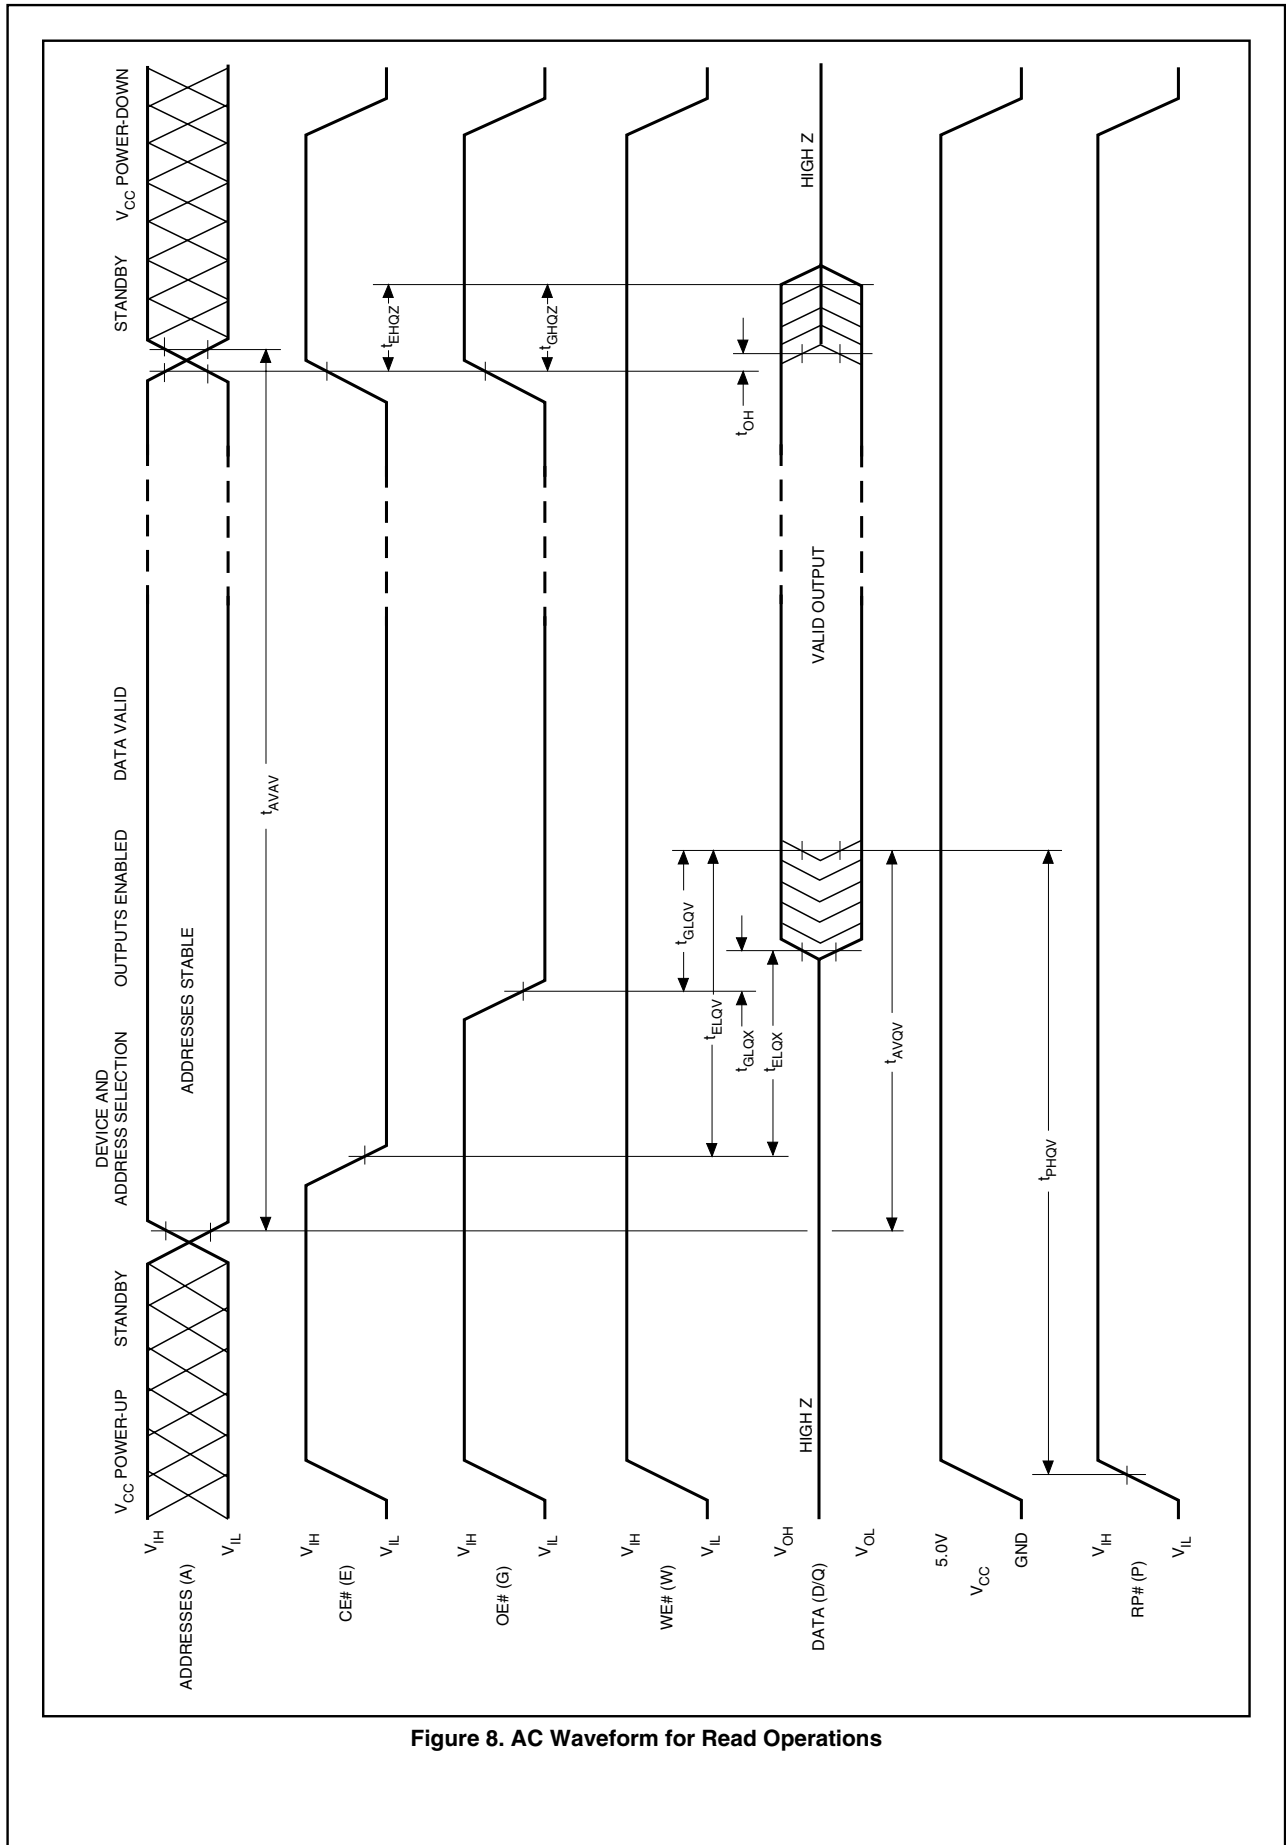 V_CC POWER-UP
STANDBY
DEVICE AND
ADDRESS SELECTION
OUTPUTS ENABLED
DATA VALID
STANDBY
V_CC POWER-DOWN
V_IH
ADDRESSES (A)
V_IL
ADDRESSES STABLE
t_AVAV
V_IH
CE# (E)
V_IL
t_EHQZ
V_IH
OE# (G)
V_IL
t_GHQZ
V_IH
WE# (W)
V_IL
t_GLQV
t_ELQV
t_GLQX
t_ELQX
t_OH
V_OH
DATA (D/Q)
V_OL
HIGH Z
VALID OUTPUT
HIGH Z
t_AVQV
5.0V
V_CC
GND
t_PHQV
V_IH
RP# (P)
V_IL
Figure 8. AC Waveform for Read Operations